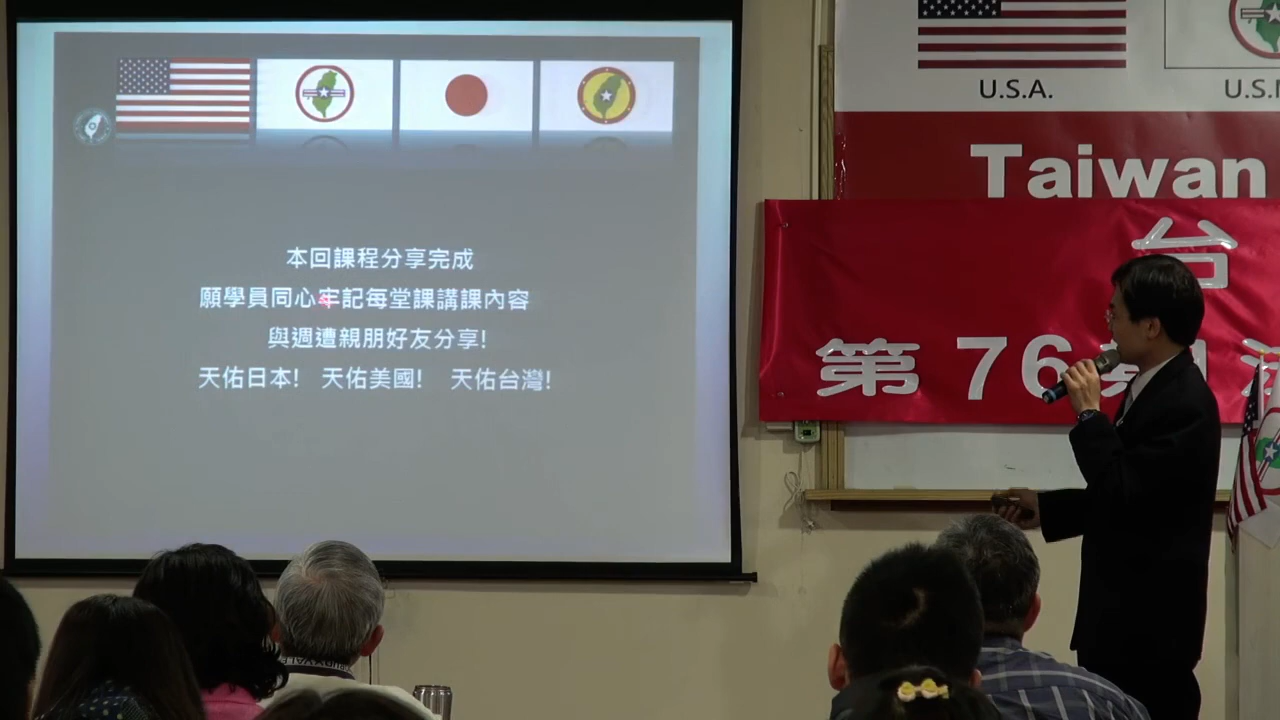 本回課程分享完成
願學員同心牢記每堂課講課內容
與週遭親朋好友分享!
天佑日本! 天佑美國! 天佑台灣!
U.S.A.
U.S.
Taiwan
台
第 76